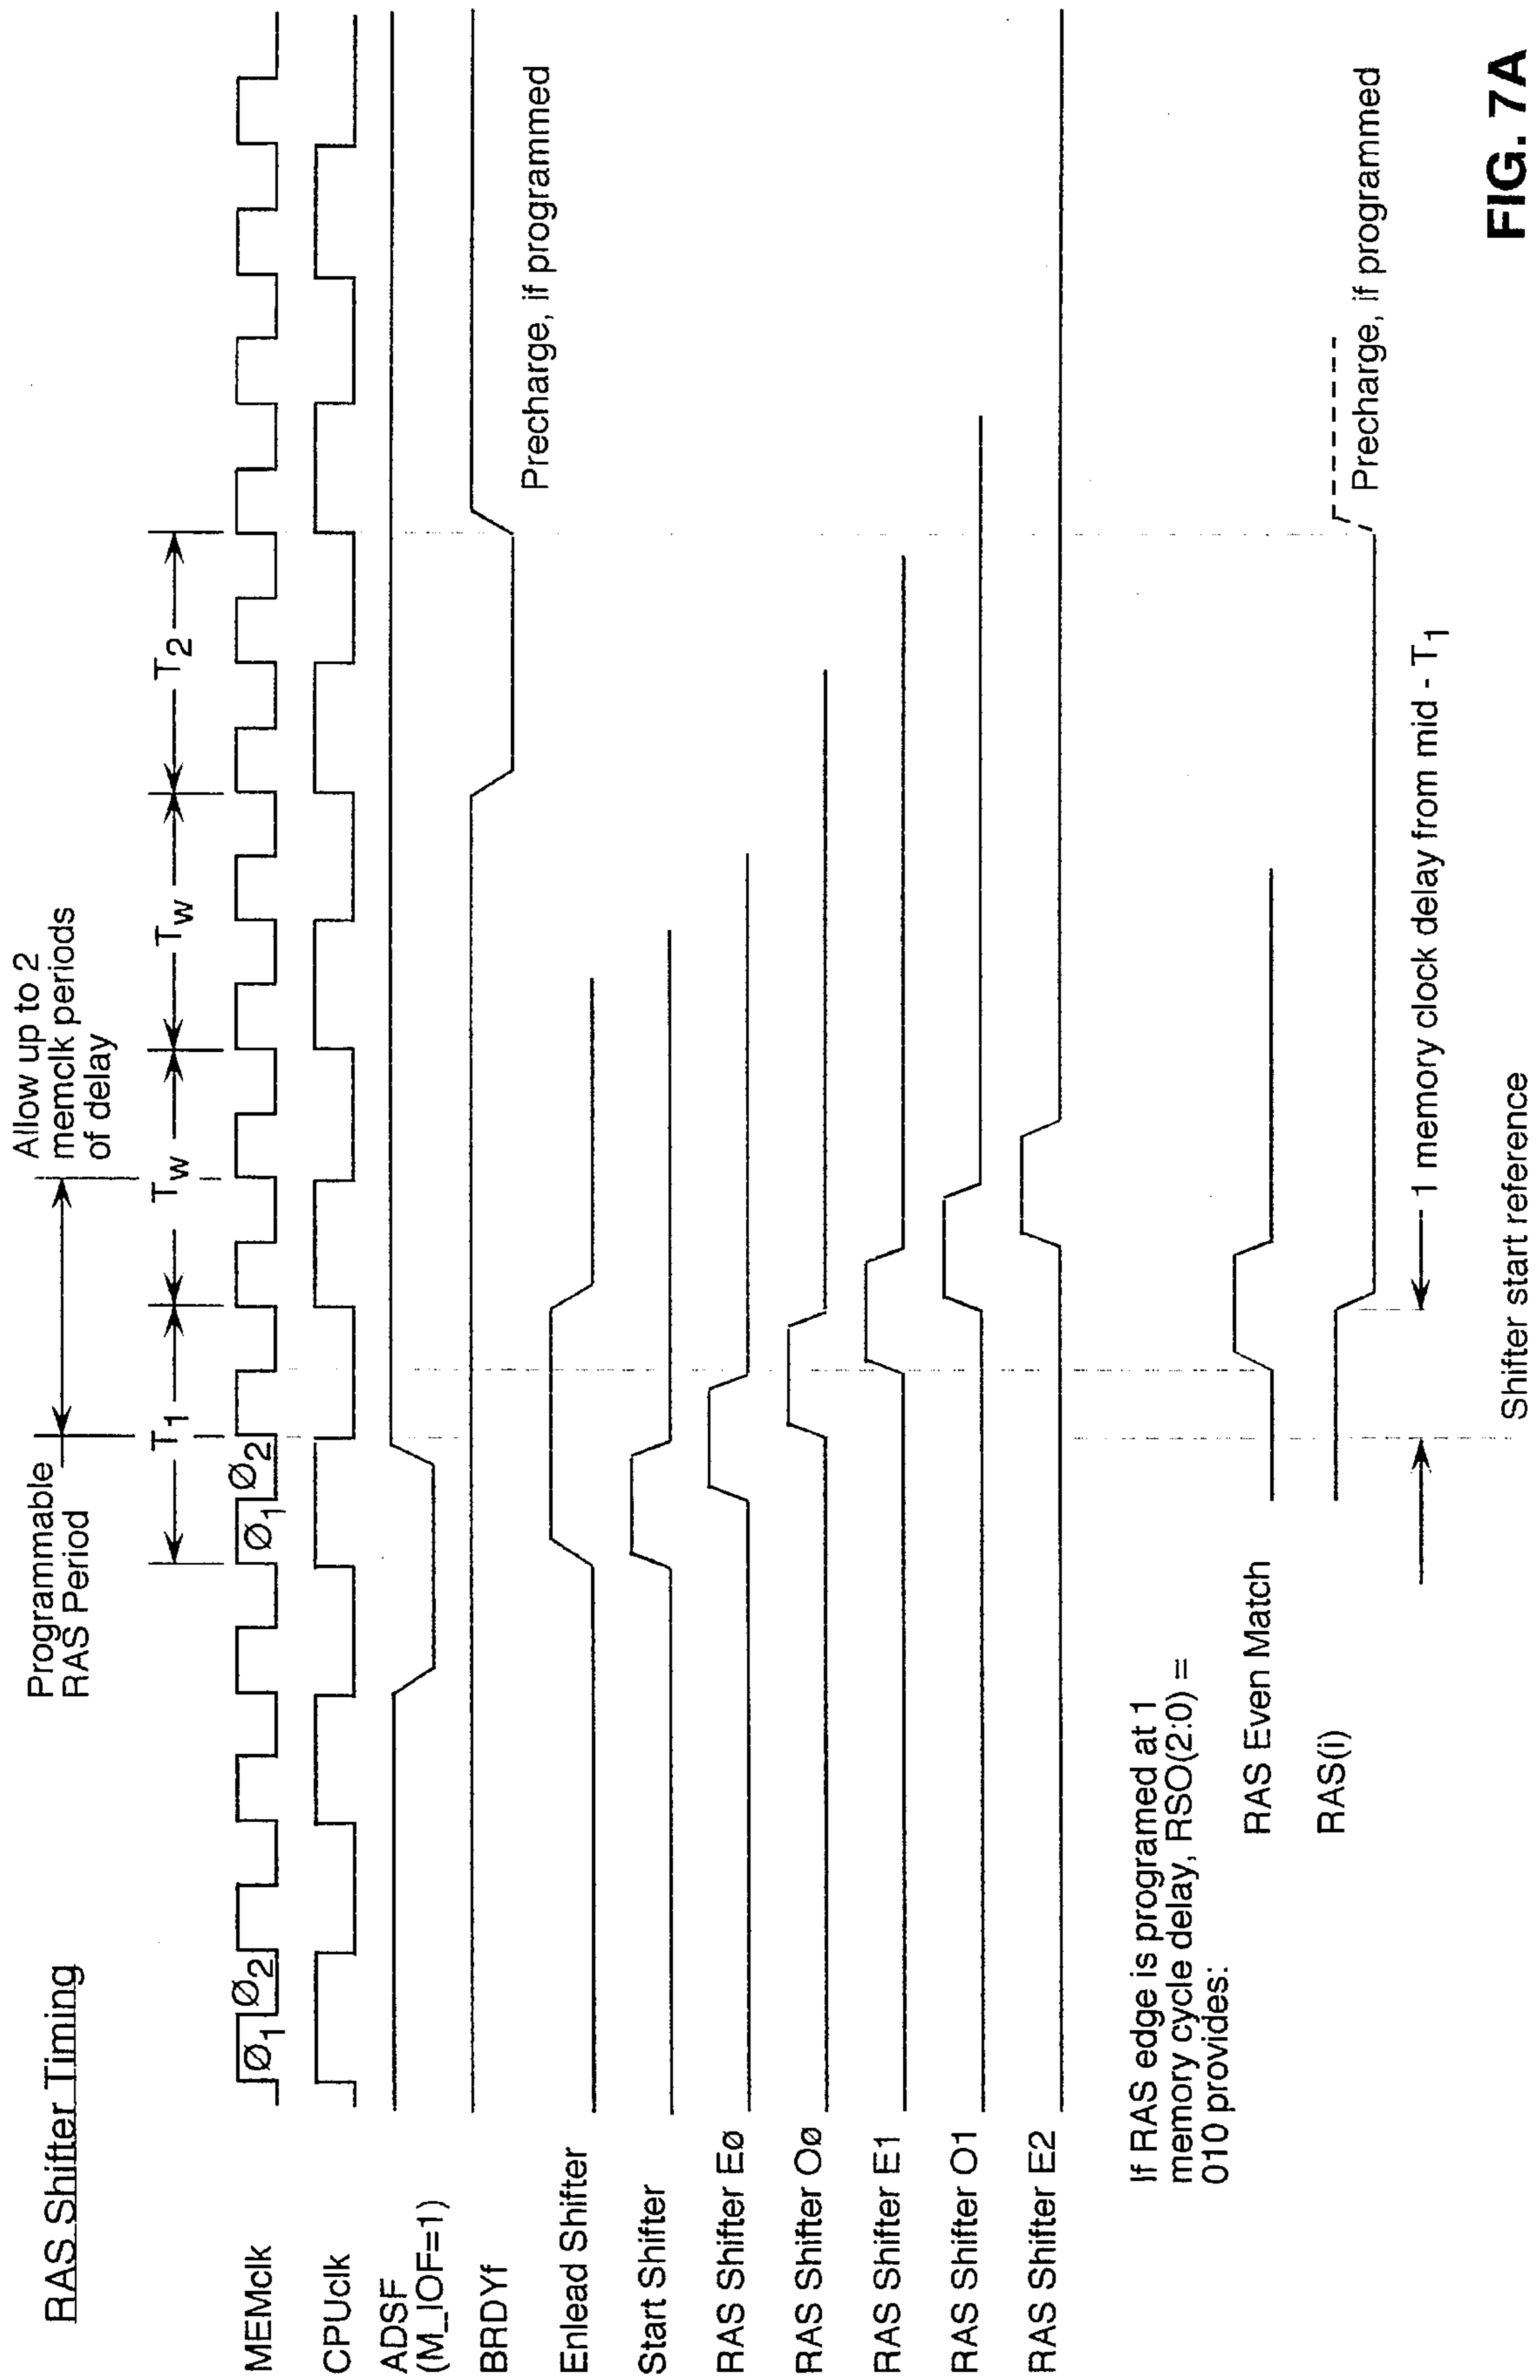 RAS Shifter Timing
Programmable
RAS Period
Allow up to 2
memclk periods
of delay
T1
Tw
Tw
T2
MEMclk
Ø1 Ø2
Ø1 Ø2
CPUclk
ADSF
(M_IOF=1)
BRDYf
Precharge, if programmed
Enlead Shifter
Start Shifter
RAS Shifter EØ
RAS Shifter OØ
RAS Shifter E1
RAS Shifter O1
RAS Shifter E2
If RAS edge is programed at 1
memory cycle delay, RSO(2:0) =
010 provides:
RAS Even Match
RAS(i)
Precharge, if programmed
1 memory clock delay from mid - T1
Shifter start reference
FIG. 7A